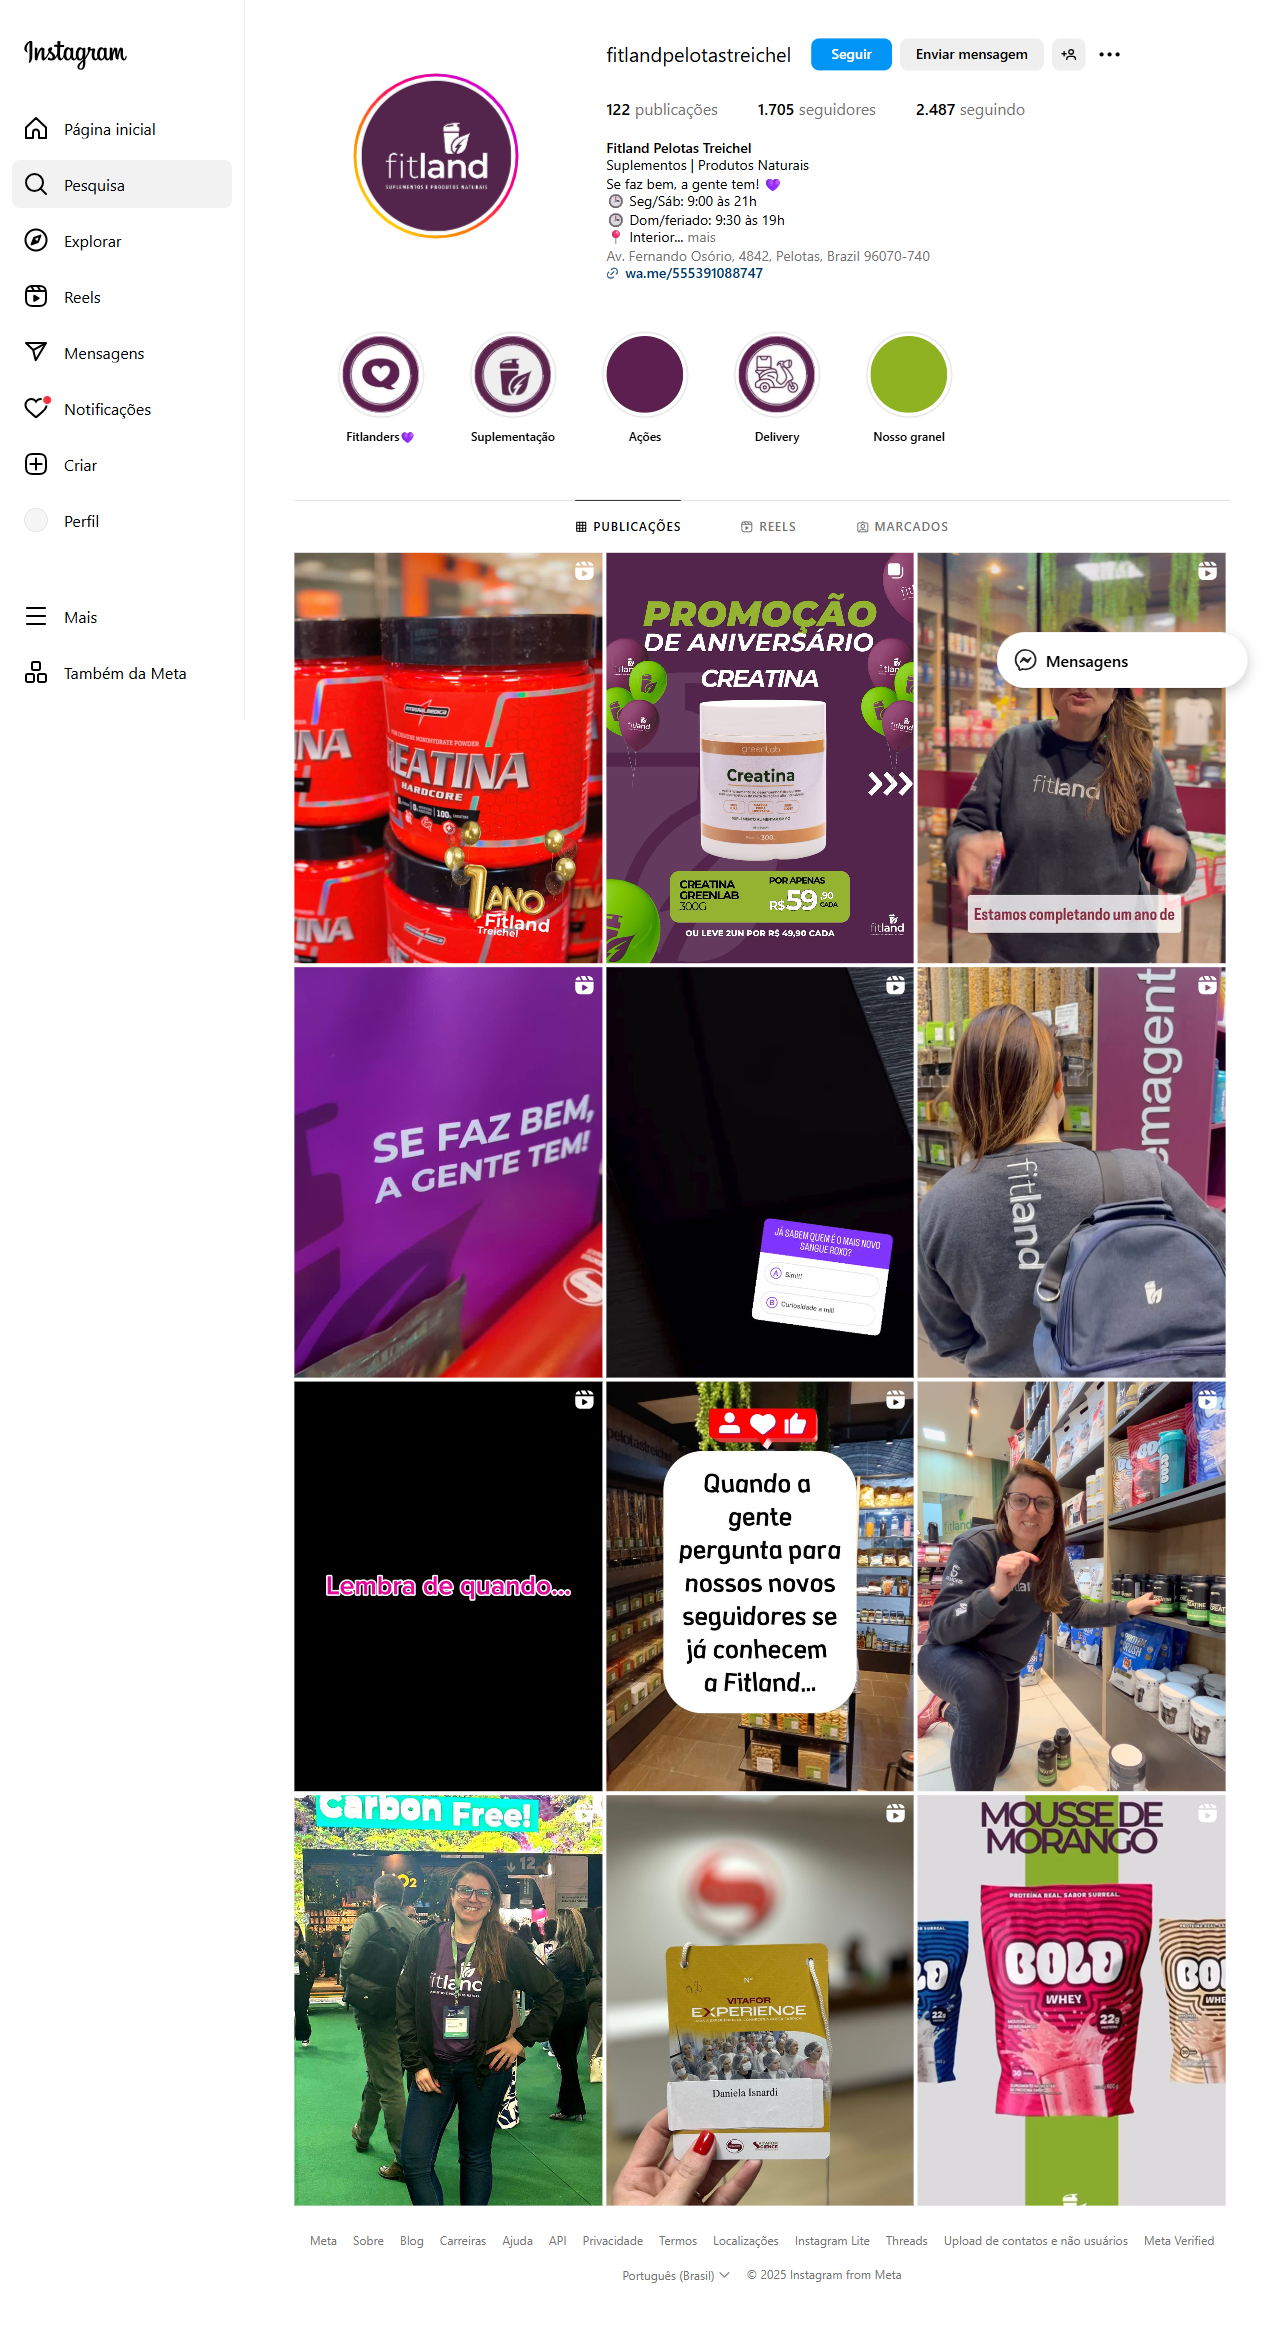 Instagram
Página inicial
Pesquisa
Explorar
Reels
Mensagens
Notificações
Criar
Perfil
Mais
Também da Meta
fitlandpelotastreichel
Seguir
Enviar mensagem
122 publicações
1.705 seguidores
2.487 seguindo
fitland
SUPLEMENTOS E PRODUTOS NATURAIS
Fitland Pelotas Treichel
Suplementos | Produtos Naturais
Se faz bem, a gente tem! 💜
🕒 Seg/Sáb: 9:00 às 21h
🕒 Dom/feriado: 9:30 às 19h
📍 Interior... mais
Av. Fernando Osório, 4842, Pelotas, Brazil 96070-740
wa.me/555391088747
Fitlanders💜
Suplementação
Ações
Delivery
Nosso granel
PUBLICAÇÕES
REELS
MARCADOS
CREATINA
HARDCORE
1 ANO
Fitland
Treichel
PROMOÇÃO
DE ANIVERSÁRIO
CREATINA
greenlab
Creatina
CREATINA
GREENLAB
300G
POR APENAS
R$59,90
CADA
OU LEVE 2UN POR R$ 49,90 CADA
fitland
Mensagens
fitland
Estamos completando um ano de
SE FAZ BEM,
A GENTE TEM!
JÁ SABEM QUEM É O MAIS NOVO
SANGUE ROXO?
A Sim!!!
B Curiosidade a mil!
emagent
fitland
Lembra de quando...
Quando a
gente
pergunta para
nossos novos
seguidores se
já conhecem
a Fitland...
Carbon Free!
12
fitland
N°
VITAFOR
EXPERIENCE
Daniela Isnardi
MOUSSE DE
MORANGO
PROTEÍNA REAL. SABOR SURREAL.
BOLD
WHEY
22g
Meta
Sobre
Blog
Carreiras
Ajuda
API
Privacidade
Termos
Localizações
Instagram Lite
Threads
Upload de contatos e não usuários
Meta Verified
Português (Brasil)
© 2025 Instagram from Meta